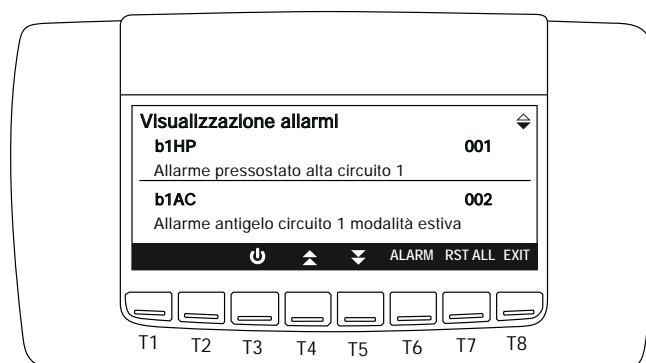 Visualizzazione allarmi
b1HP 001
Allarme pressostato alta circuito 1
b1AC 002
Allarme antigelo circuito 1 modalità estiva
ALARM RST ALL EXIT
T1 T2 T3 T4 T5 T6 T7 T8